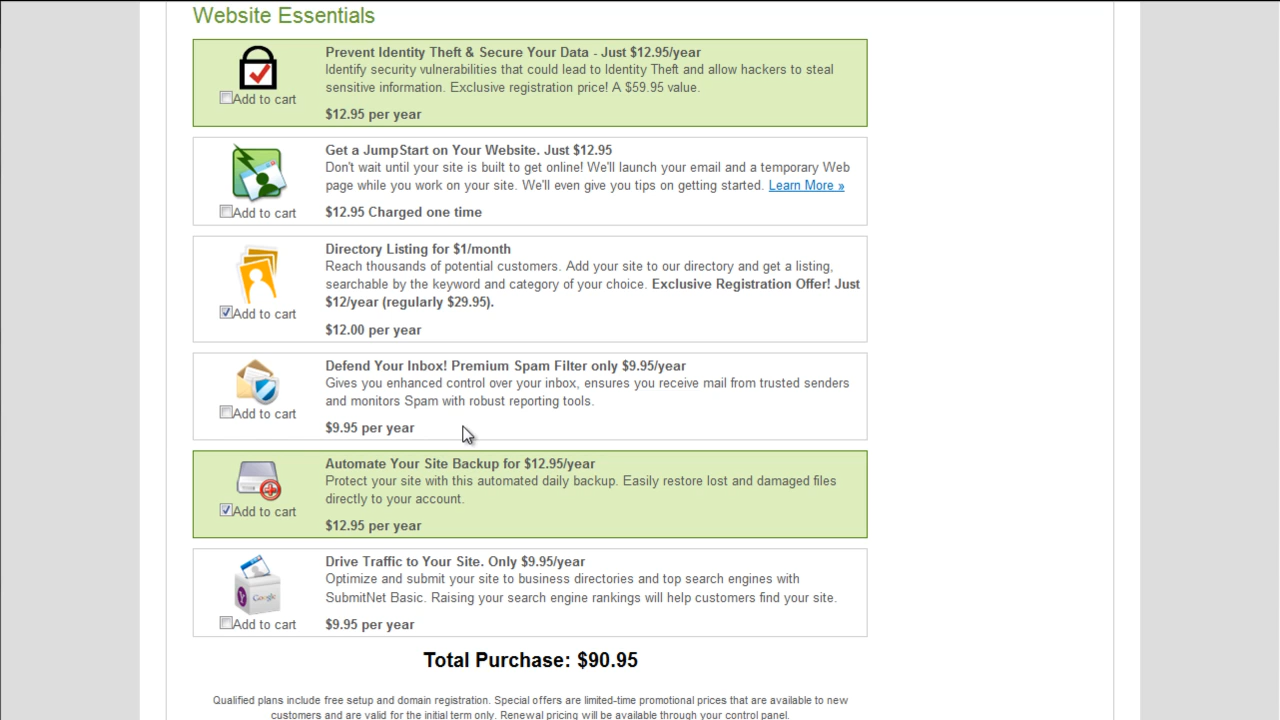 Website Essentials
Prevent Identity Theft & Secure Your Data - Just $12.95/year
Identify security vulnerabilities that could lead to Identity Theft and allow hackers to steal
sensitive information. Exclusive registration price! A $59.95 value.
Add to cart
$12.95 per year
Get a JumpStart on Your Website. Just $12.95
Don't wait until your site is built to get online! We'll launch your email and a temporary Web
page while you work on your site. We'll even give you tips on getting started. Learn More »
Add to cart
$12.95 Charged one time
Directory Listing for $1/month
Reach thousands of potential customers. Add your site to our directory and get a listing,
searchable by the keyword and category of your choice. Exclusive Registration Offer! Just
$12/year (regularly $29.95).
Add to cart
$12.00 per year
Defend Your Inbox! Premium Spam Filter only $9.95/year
Gives you enhanced control over your inbox, ensures you receive mail from trusted senders
and monitors Spam with robust reporting tools.
Add to cart
$9.95 per year
Automate Your Site Backup for $12.95/year
Protect your site with this automated daily backup. Easily restore lost and damaged files
directly to your account.
Add to cart
$12.95 per year
Drive Traffic to Your Site. Only $9.95/year
Optimize and submit your site to business directories and top search engines with
SubmitNet Basic. Raising your search engine rankings will help customers find your site.
Google
Add to cart
$9.95 per year
Total Purchase: $90.95
Qualified plans include free setup and domain registration. Special offers are limited-time promotional prices that are available to new
customers and are valid for the initial term only. Renewal pricing will be available through your control panel.